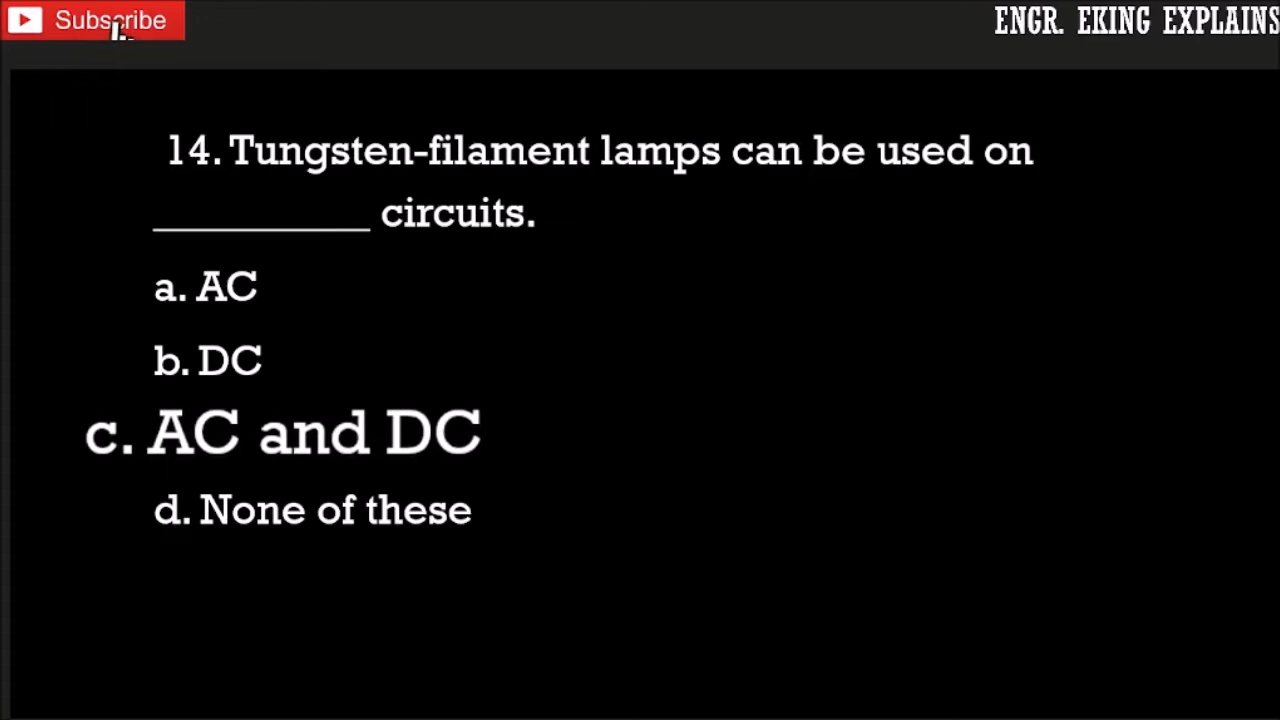 Subscribe
ENGR. EKING EXPLAINS
14. Tungsten-filament lamps can be used on
__________ circuits.
a. AC
b. DC
c. AC and DC
d. None of these